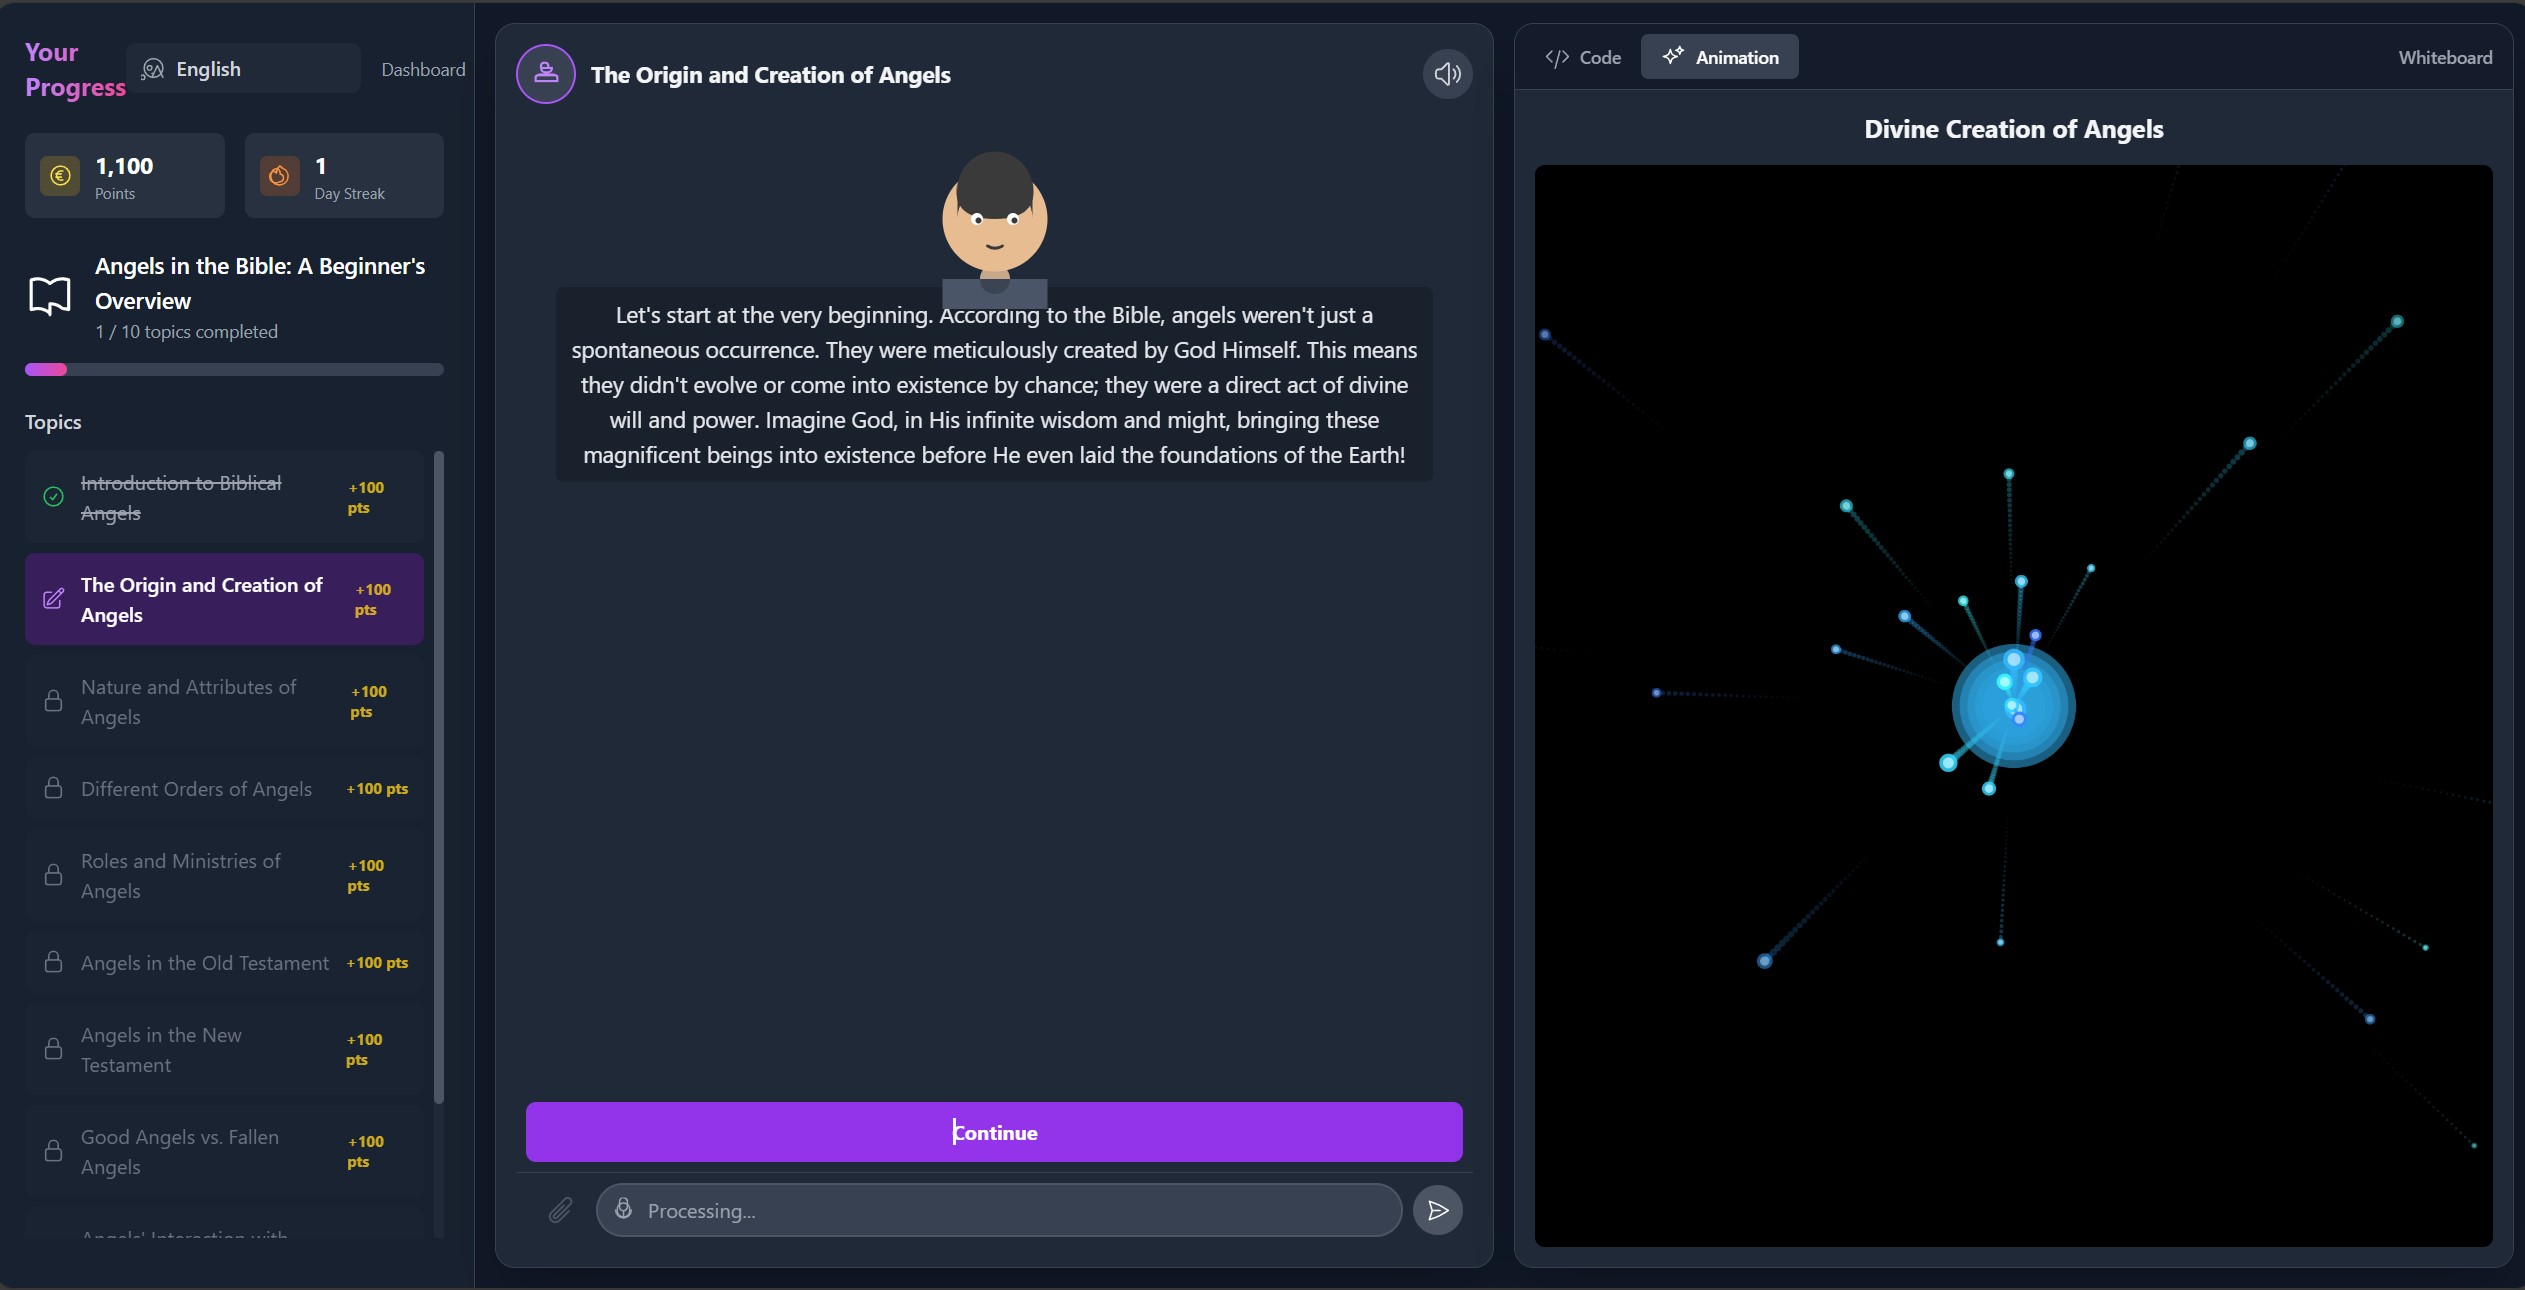 Your
Progress
English
Dashboard
1,100
Points
1
Day Streak
Angels in the Bible: A Beginner's
Overview
1 / 10 topics completed
Topics
Introduction to Biblical
Angels
+100
pts
The Origin and Creation of
Angels
+100
pts
Nature and Attributes of
Angels
+100
pts
Different Orders of Angels
+100 pts
Roles and Ministries of
Angels
+100
pts
Angels in the Old Testament
+100 pts
Angels in the New
Testament
+100
pts
Good Angels vs. Fallen
Angels
+100
pts
Angels' Interaction with
The Origin and Creation of Angels
Let's start at the very beginning. According to the Bible, angels weren't just a
spontaneous occurrence. They were meticulously created by God Himself. This means
they didn't evolve or come into existence by chance; they were a direct act of divine
will and power. Imagine God, in His infinite wisdom and might, bringing these
magnificent beings into existence before He even laid the foundations of the Earth!
Continue
Processing...
</> Code
Animation
Whiteboard
Divine Creation of Angels